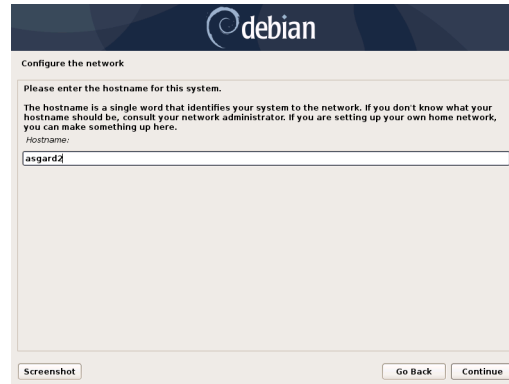 debian
Configure the network
Please enter the hostname for this system.
The hostname is a single word that identifies your system to the network. If you don't know what your
hostname should be, consult your network administrator. If you are setting up your own home network,
you can make something up here.
Hostname:
asgard2
Screenshot
Go Back
Continue